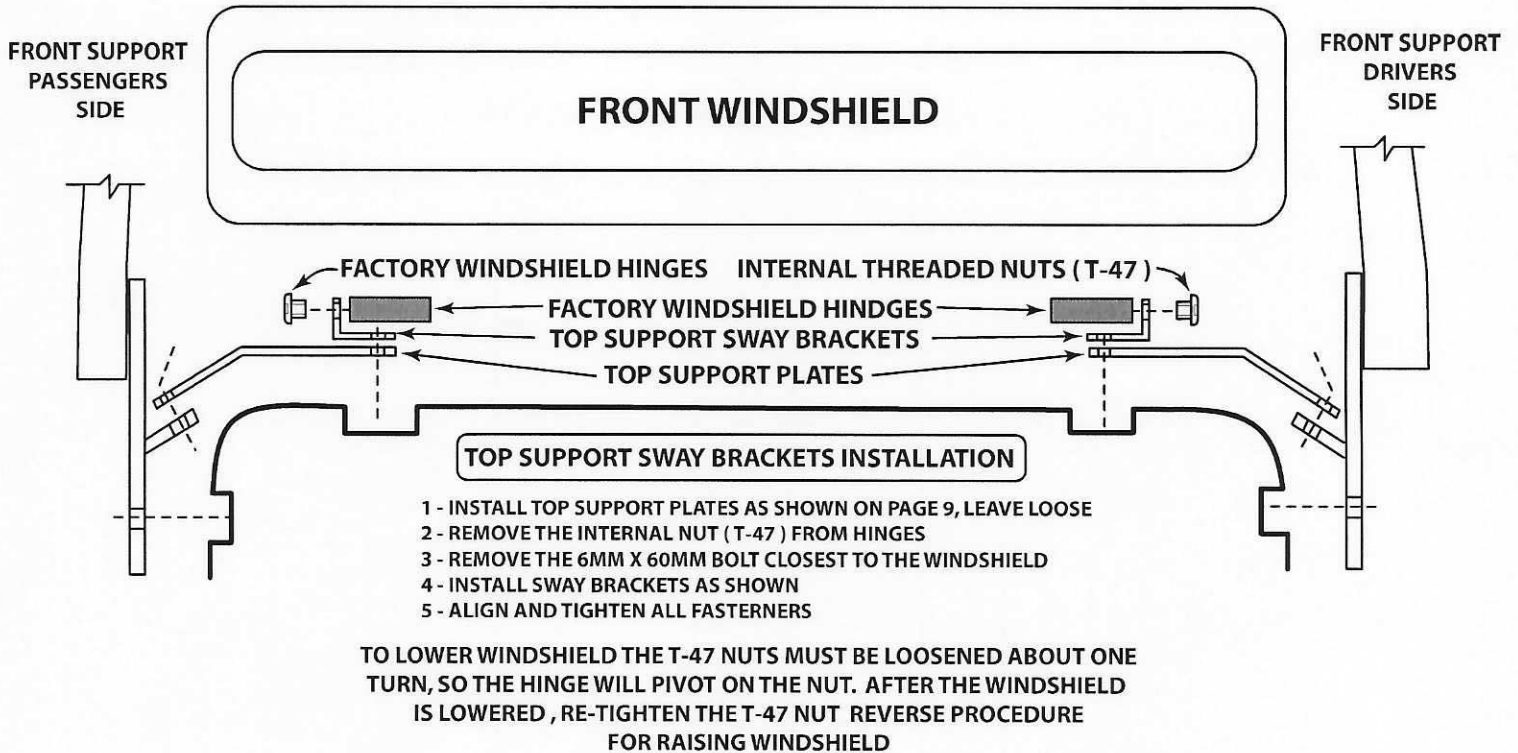 FRONT SUPPORT
PASSENGERS
SIDE
FRONT WINDSHIELD
FRONT SUPPORT
DRIVERS
SIDE
FACTORY WINDSHIELD HINGES
INTERNAL THREADED NUTS ( T-47 )
FACTORY WINDSHIELD HINDGES
TOP SUPPORT SWAY BRACKETS
TOP SUPPORT PLATES
TOP SUPPORT SWAY BRACKETS INSTALLATION
1 - INSTALL TOP SUPPORT PLATES AS SHOWN ON PAGE 9, LEAVE LOOSE
2 - REMOVE THE INTERNAL NUT ( T-47 ) FROM HINGES
3 - REMOVE THE 6MM X 60MM BOLT CLOSEST TO THE WINDSHIELD
4 - INSTALL SWAY BRACKETS AS SHOWN
5 - ALIGN AND TIGHTEN ALL FASTERNERS
TO LOWER WINDSHIELD THE T-47 NUTS MUST BE LOOSENED ABOUT ONE
TURN, SO THE HINGE WILL PIVOT ON THE NUT. AFTER THE WINDSHIELD
IS LOWERED , RE-TIGHTEN THE T-47 NUT REVERSE PROCEDURE
FOR RAISING WINDSHIELD